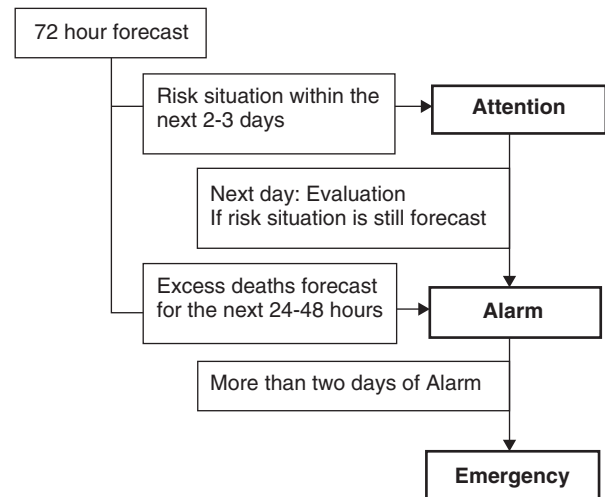 72 hour forecast
Risk situation within the
next 2-3 days
Attention
Next day: Evaluation
If risk situation is still forecast
Excess deaths forecast
for the next 24-48 hours
Alarm
More than two days of Alarm
Emergency